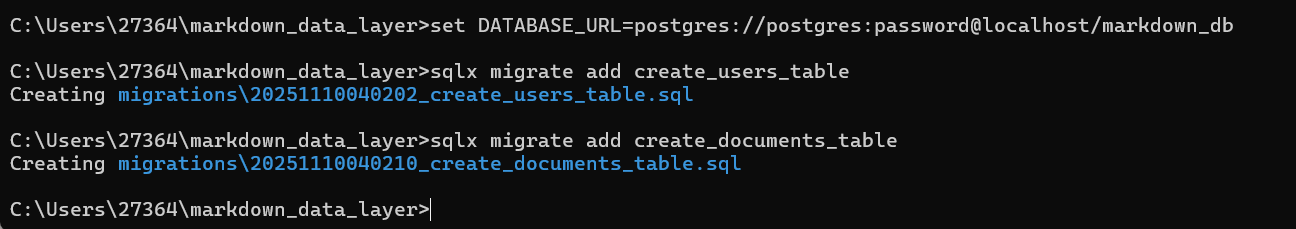 C:\Users\27364\markdown_data_layer>set DATABASE_URL=postgres://postgres:password@localhost/markdown_db
C:\Users\27364\markdown_data_layer>sqlx migrate add create_users_table
Creating migrations\20251110040202_create_users_table.sql
C:\Users\27364\markdown_data_layer>sqlx migrate add create_documents_table
Creating migrations\20251110040210_create_documents_table.sql
C:\Users\27364\markdown_data_layer>